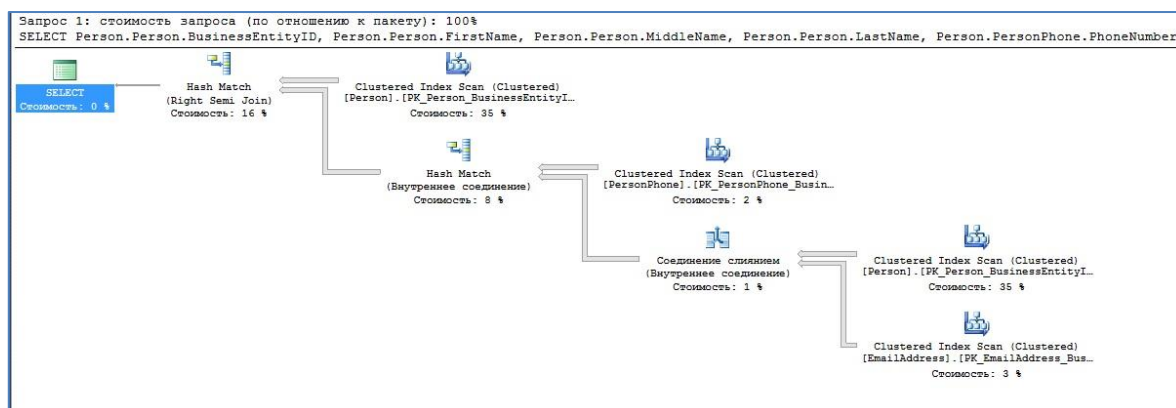 Запрос 1: стоимость запроса (по отношению к пакету): 100%
SELECT Person.Person.BusinessEntityID, Person.Person.FirstName, Person.Person.MiddleName, Person.Person.LastName, Person.PersonPhone.PhoneNumber
SELECT
Стоимость: 0 %
Hash Match
(Right Semi Join)
Стоимость: 16 %
Clustered Index Scan (Clustered)
[Person].[PK_Person_BusinessEntityI…
Стоимость: 35 %
Hash Match
(Внутреннее соединение)
Стоимость: 8 %
Clustered Index Scan (Clustered)
[PersonPhone].[PK_PersonPhone_Busin…
Стоимость: 2 %
Соединение слиянием
(Внутреннее соединение)
Стоимость: 1 %
Clustered Index Scan (Clustered)
[Person].[PK_Person_BusinessEntityI…
Стоимость: 35 %
Clustered Index Scan (Clustered)
[EmailAddress].[PK_EmailAddress_Bus…
Стоимость: 3 %